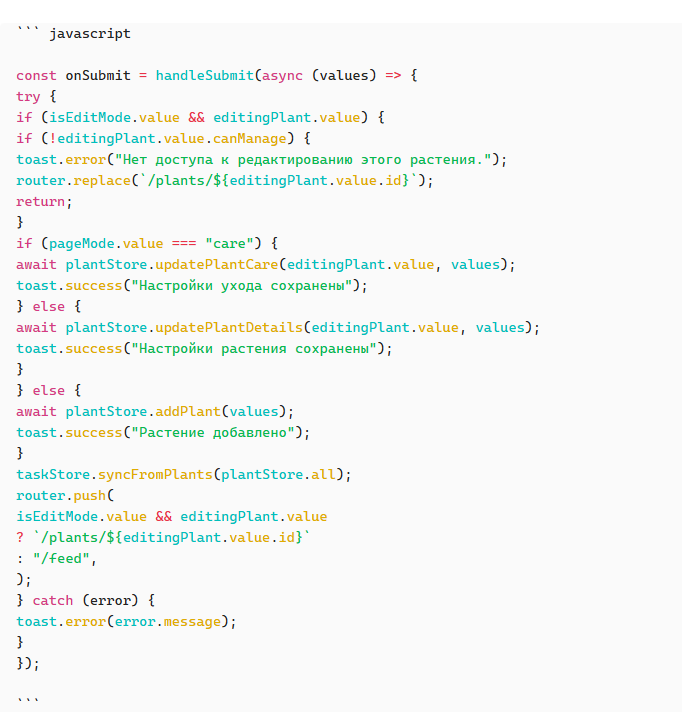 ``` javascript
const onSubmit = handleSubmit(async (values) => {
try {
if (isEditMode.value && editingPlant.value) {
if (!editingPlant.value.canManage) {
toast.error("Нет доступа к редактированию этого растения.");
router.replace(`/plants/${editingPlant.value.id}`);
return;
}
if (pageMode.value === "care") {
await plantStore.updatePlantCare(editingPlant.value, values);
toast.success("Настройки ухода сохранены");
} else {
await plantStore.updatePlantDetails(editingPlant.value, values);
toast.success("Настройки растения сохранены");
}
} else {
await plantStore.addPlant(values);
toast.success("Растение добавлено");
}
taskStore.syncFromPlants(plantStore.all);
router.push(
isEditMode.value && editingPlant.value
? `/plants/${editingPlant.value.id}`
: "/feed",
);
} catch (error) {
toast.error(error.message);
}
});
```